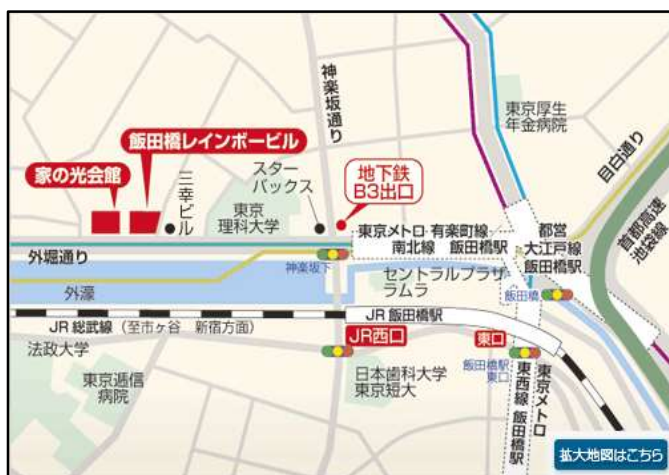 神楽坂通り
東京厚生
年金病院
目白通り
首都高速
池袋線
飯田橋レインボービル
家の光会館
三幸ビル
スター
バックス
地下鉄
B3出口
東京
理科大学
東京メトロ 有楽町線
南北線 飯田橋駅
都営
大江戸線
飯田橋駅
外堀通り
神楽坂下
セントラルプラザ
ラムラ
飯田橋
外濠
JR 飯田橋駅
JR 総武線（至市ヶ谷 新宿方面）
法政大学
JR西口
東口
飯田橋駅
東口
東京逓信
病院
日本歯科大学
東京短大
東京メトロ
東西線 飯田橋駅
拡大地図はこちら